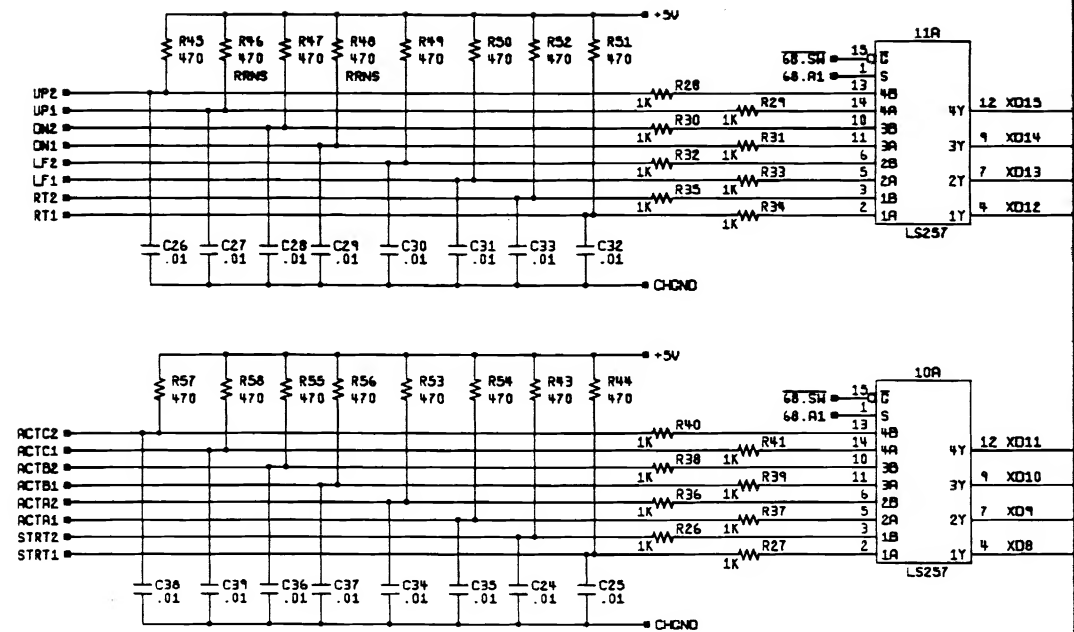 +5V
R45 R46 R47 R48 R49 R50 R52 R51
470 470 470 470 470 470 470 470
RRNS RRNS
11A
68.SW 15 G
68.A1 1 S
UP2 1K R28 13 4B
UP1 1K R29 14 4A 4Y 12 XD15
DN2 1K R30 10 3B
DN1 1K R31 11 3A 3Y 9 XD14
LF2 1K R32 6 2B
LF1 1K R33 5 2A 2Y 7 XD13
RT2 1K R35 3 1B
RT1 1K R34 2 1A 1Y 4 XD12
LS257
C26 C27 C28 C29 C30 C31 C33 C32
.01 .01 .01 .01 .01 .01 .01 .01
CHGND
+5V
R57 R58 R55 R56 R53 R54 R43 R44
470 470 470 470 470 470 470 470
10A
68.SW 15 G
68.A1 1 S
ACTC2 1K R40 13 4B
ACTC1 1K R41 14 4A 4Y 12 XD11
ACTB2 1K R38 10 3B
ACTB1 1K R39 11 3A 3Y 9 XD10
ACTA2 1K R36 6 2B
ACTA1 1K R37 5 2A 2Y 7 XD9
STRT2 1K R26 3 1B
STRT1 1K R27 2 1A 1Y 4 XD8
LS257
C38 C39 C36 C37 C34 C35 C24 C25
.01 .01 .01 .01 .01 .01 .01 .01
CHGND